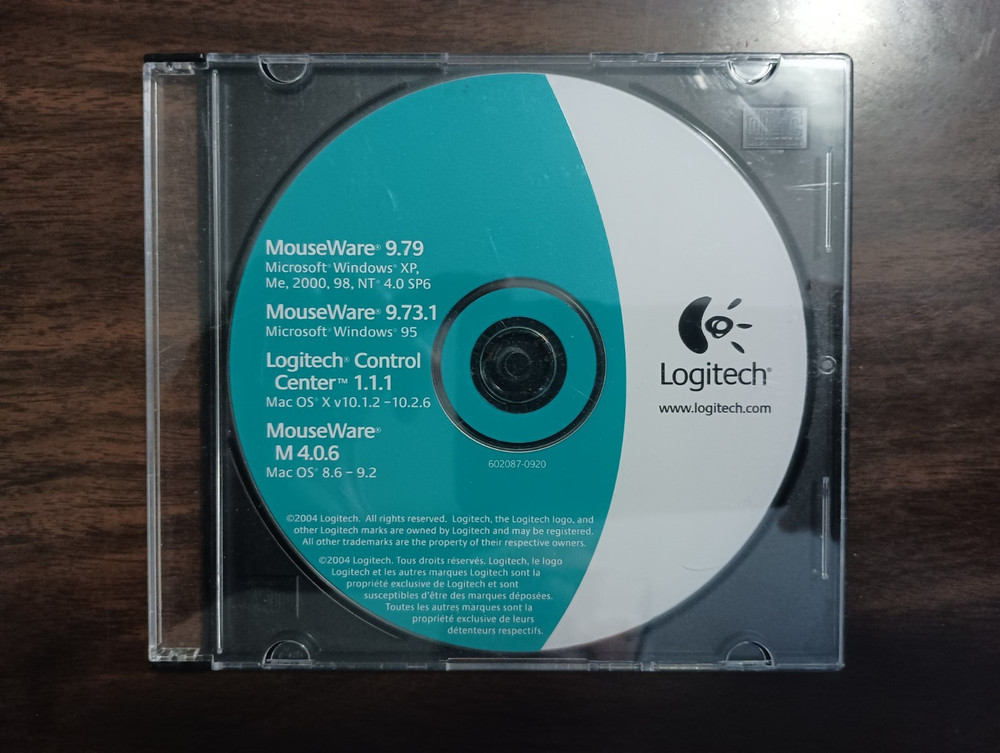 MouseWare® 9.79
Microsoft® Windows® XP,
Me, 2000, 98, NT® 4.0 SP6
MouseWare® 9.73.1
Microsoft® Windows® 95
Logitech® Control
Center™ 1.1.1
Mac OS® X v10.1.2 – 10.2.6
MouseWare®
M 4.0.6
Mac OS® 8.6 – 9.2
602087-0920
©2004 Logitech. All rights reserved. Logitech, the Logitech logo, and
other Logitech marks are owned by Logitech and may be registered.
All other trademarks are the property of their respective owners.
©2004 Logitech. Tous droits réservés. Logitech, le logo
Logitech et les autres marques Logitech sont la
propriété exclusive de Logitech et sont
susceptibles d'être des marques déposées.
Toutes les autres marques sont la
propriété exclusive de leurs
détenteurs respectifs.
Logitech®
www.logitech.com